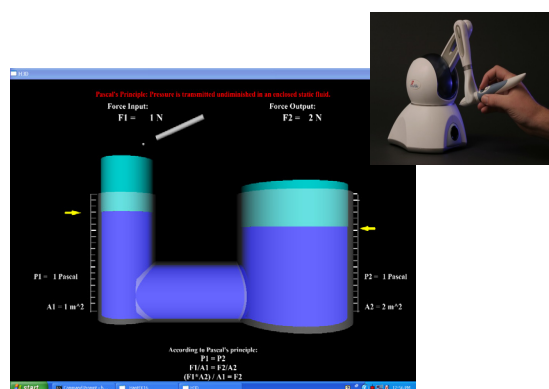 Pascal's Principle: Pressure is transmitted undiminished in an enclosed static fluid.
Force Input:
F1 = 1 N
Force Output:
F2 = 2 N
P1 = 1 Pascal
A1 = 1 m^2
P2 = 1 Pascal
A2 = 2 m^2
According to Pascal's principle:
P1 = P2
F1/A1 = F2/A2
(F1*A2) / A1 = F2
start